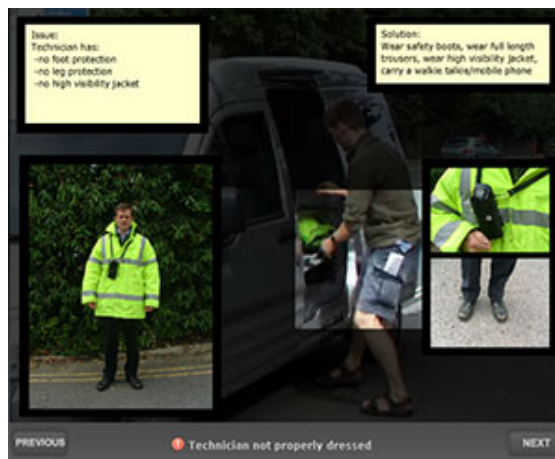 Issue:
Technician has:
-no foot protection
-no leg protection
-no high visibility jacket
Solution:
Wear safety boots, wear full length
trousers, wear high visibility jacket,
carry a walkie talkie/mobile phone
PREVIOUS
Technician not properly dressed
NEXT